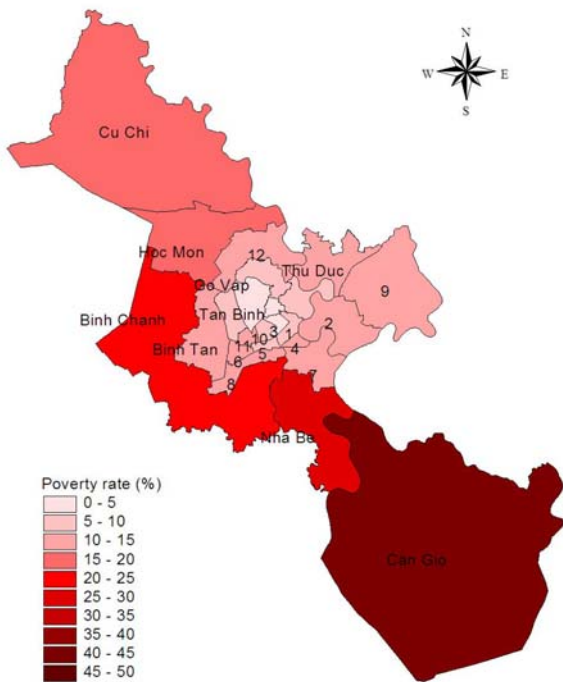 N
W E
S
Cu Chi
Hoc Mon
12
Thu Duc
Go Vap
9
Tan Binh
Binh Chanh
2
3
1
Binh Tan
11
10
4
5
6
7
8
Nha Be
Can Gio
Poverty rate (%)
0 - 5
5 - 10
10 - 15
15 - 20
20 - 25
25 - 30
30 - 35
35 - 40
40 - 45
45 - 50